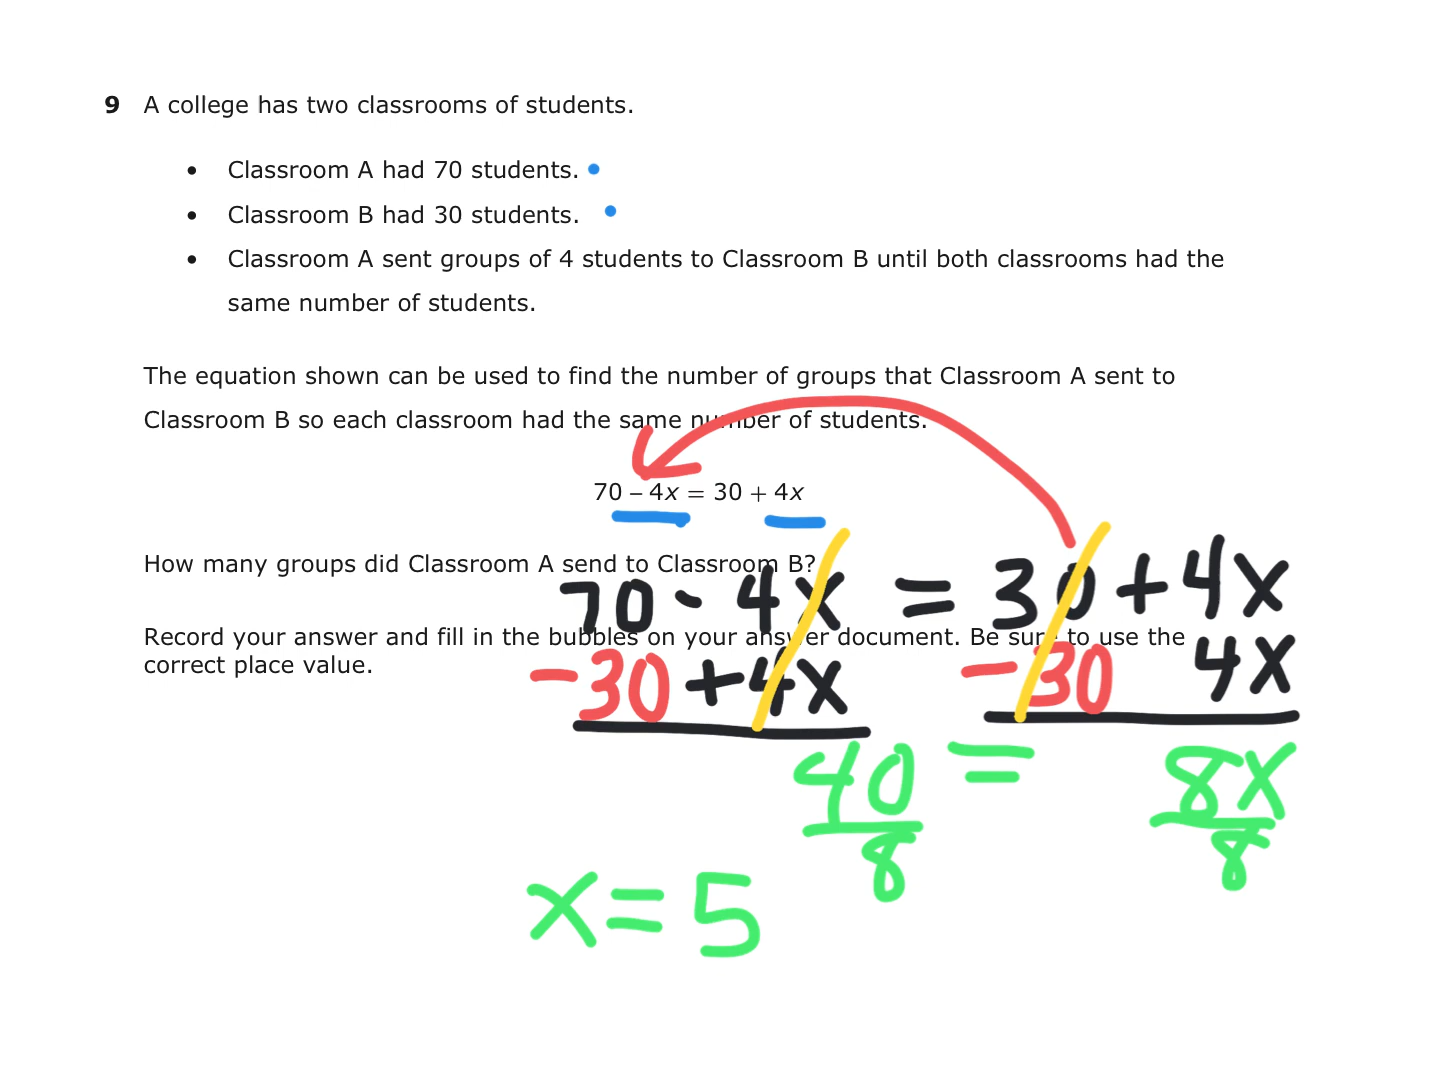 9 A college has two classrooms of students.
• Classroom A had 70 students.
• Classroom B had 30 students.
• Classroom A sent groups of 4 students to Classroom B until both classrooms had the
same number of students.
The equation shown can be used to find the number of groups that Classroom A sent to
Classroom B so each classroom had the same number of students.
70 – 4x = 30 + 4x
How many groups did Classroom A send to Classroom B?
70 - 4x = 30 + 4x
Record your answer and fill in the bubbles on your answer document. Be sure to use the
correct place value.
-30 + 4x -30 4x
40 = 8x
8 8
x = 5